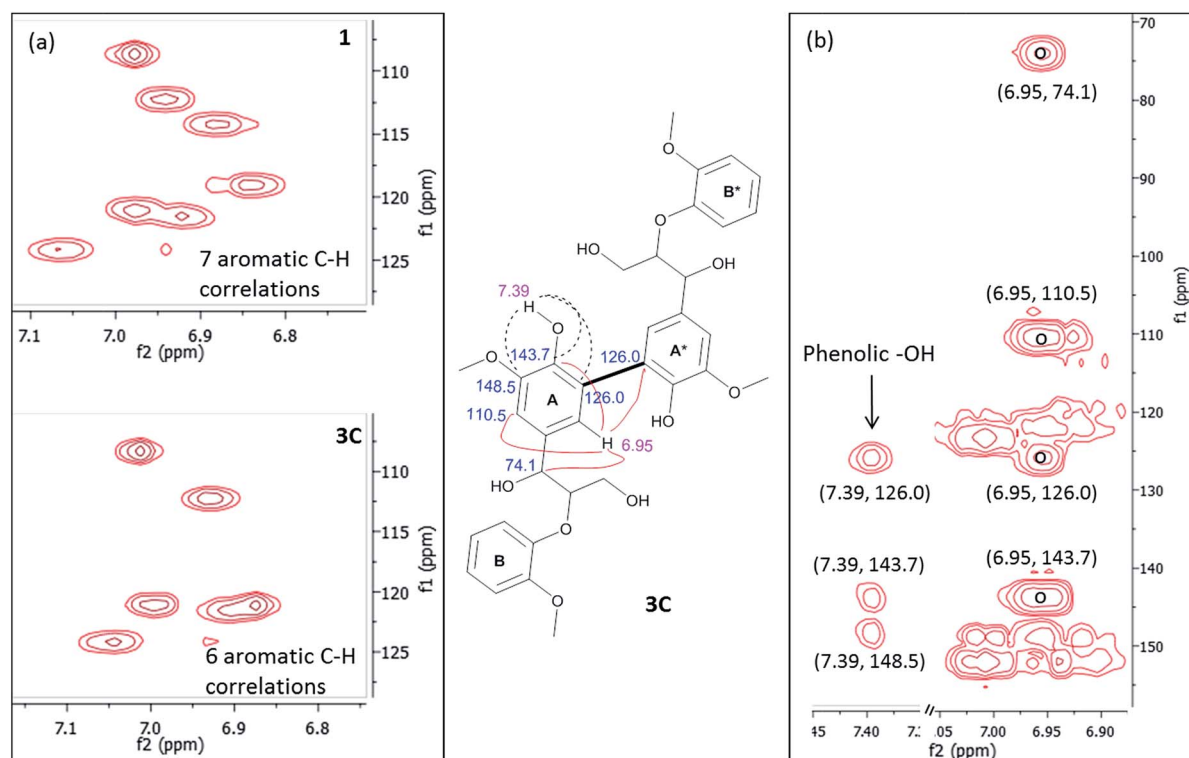 (a)
1
110
115
120
125
f1 (ppm)
7 aromatic C-H
correlations
7.1 7.0 6.9 6.8
f2 (ppm)
3C
110
115
120
125
f1 (ppm)
6 aromatic C-H
correlations
7.1 7.0 6.9 6.8
f2 (ppm)
O
B*
O
HO
OH
7.39
H
O
143.7
126.0
A*
O
148.5
A
126.0
O
110.5
HO
H
6.95
74.1
HO
OH
O
B
O
3C
(b)
70
80
90
100
110
120
130
140
150
f1 (ppm)
O
(6.95, 74.1)
(6.95, 110.5)
O
Phenolic -OH
O
(7.39, 126.0)
(6.95, 126.0)
(7.39, 143.7)
(6.95, 143.7)
O
(7.39, 148.5)
45 7.40 7.3 .05 7.00 6.95 6.90
f2 (ppm)